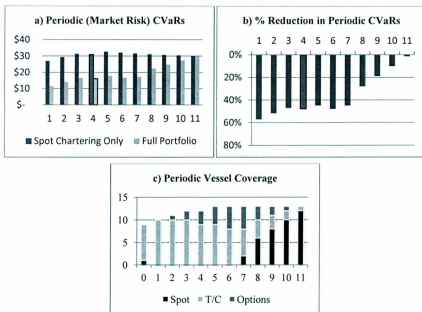 a) Periodic (Market Risk) CVaRs
$40
$30
$20
$10
$-
1 2 3 4 5 6 7 8 9 10 11
Spot Chartering Only Full Portfolio
b) % Reduction in Periodic CVaRs
1 2 3 4 5 6 7 8 9 10 11
0%
20%
40%
60%
80%
c) Periodic Vessel Coverage
15
10
5
0
0 1 2 3 4 5 6 7 8 9 10 11
Spot T/C Options